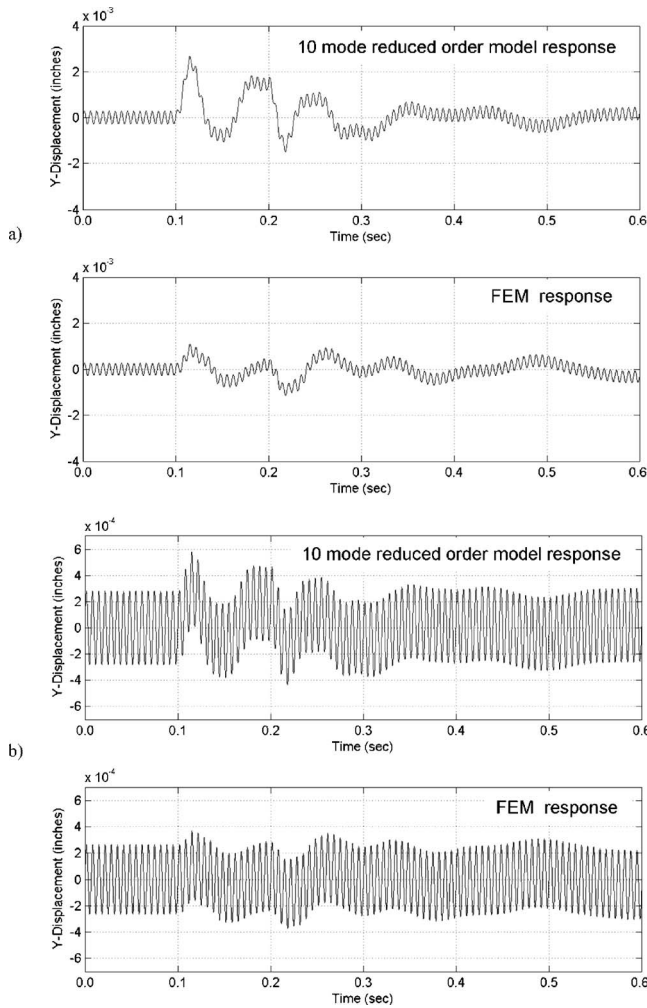 x 10⁻³
10 mode reduced order model response
Y-Displacement (inches)
4
2
0
-2
-4
0.0 0.1 0.2 0.3 0.4 0.5 0.6
Time (sec)
a)
x 10⁻³
FEM response
Y-Displacement (inches)
4
2
0
-2
-4
0.0 0.1 0.2 0.3 0.4 0.5 0.6
Time (sec)
x 10⁻⁴
10 mode reduced order model response
Y-Displacement (inches)
6
4
2
0
-2
-4
-6
0.0 0.1 0.2 0.3 0.4 0.5 0.6
Time (sec)
b)
x 10⁻⁴
FEM response
Y-Displacement (inches)
6
4
2
0
-2
-4
-6
0.0 0.1 0.2 0.3 0.4 0.5 0.6
Time (sec)